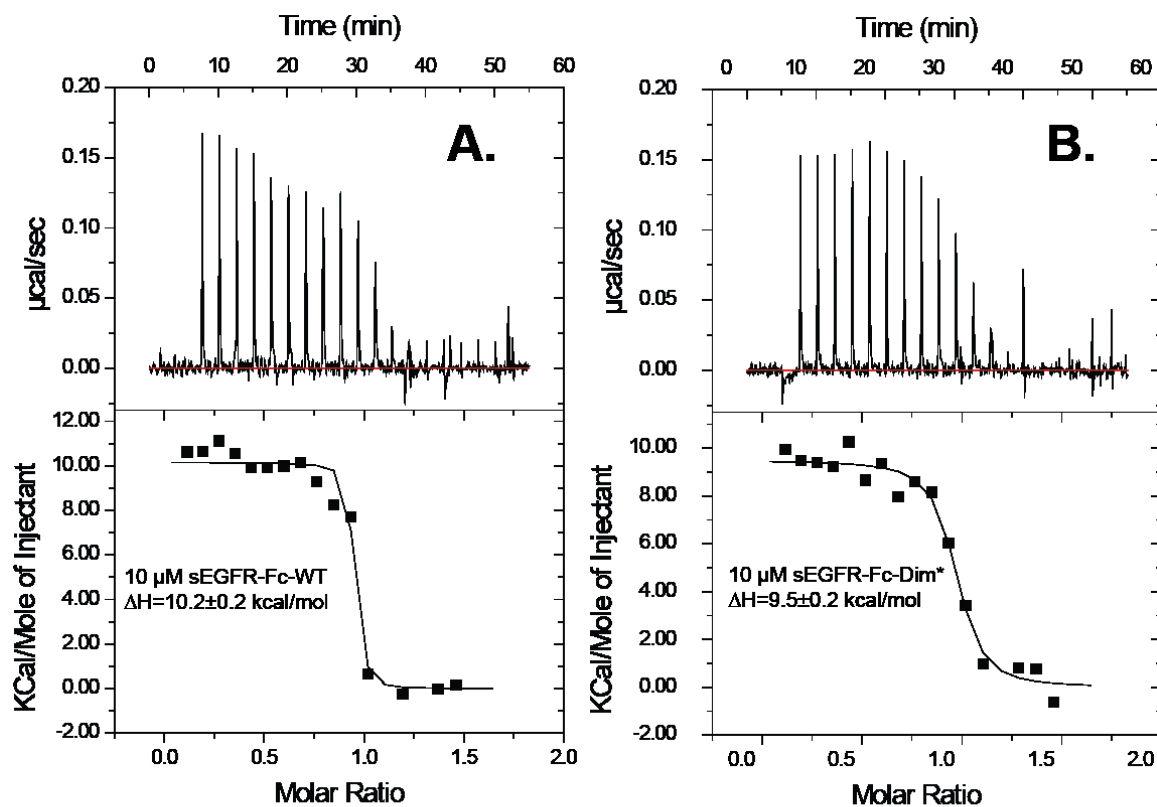 Time (min)
0 10 20 30 40 50 60
0.20
0.15
0.10
0.05
0.00
µcal/sec
A.
12.00
10.00
8.00
6.00
4.00
2.00
0.00
-2.00
KCal/Mole of Injectant
10 µM sEGFR-Fc-WT
ΔH=10.2±0.2 kcal/mol
0.0 0.5 1.0 1.5 2.0
Molar Ratio
Time (min)
0 10 20 30 40 50 60
0.20
0.15
0.10
0.05
0.00
µcal/sec
B.
10.00
8.00
6.00
4.00
2.00
0.00
-2.00
KCal/Mole of Injectant
10 µM sEGFR-Fc-Dim*
ΔH=9.5±0.2 kcal/mol
0.0 0.5 1.0 1.5 2.0
Molar Ratio